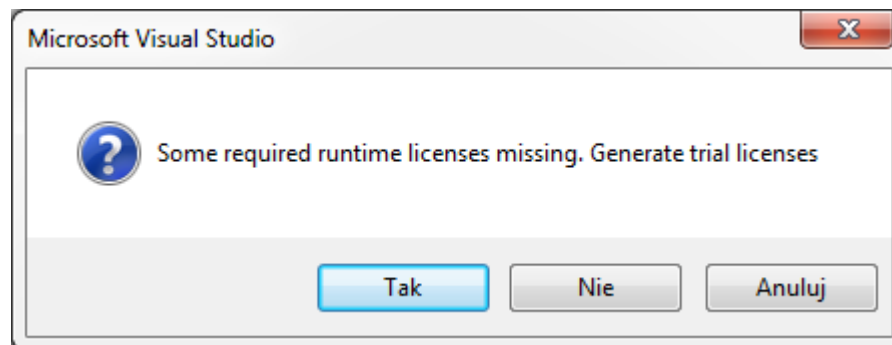 Microsoft Visual Studio
Some required runtime licenses missing. Generate trial licenses
Tak
Nie
Anuluj